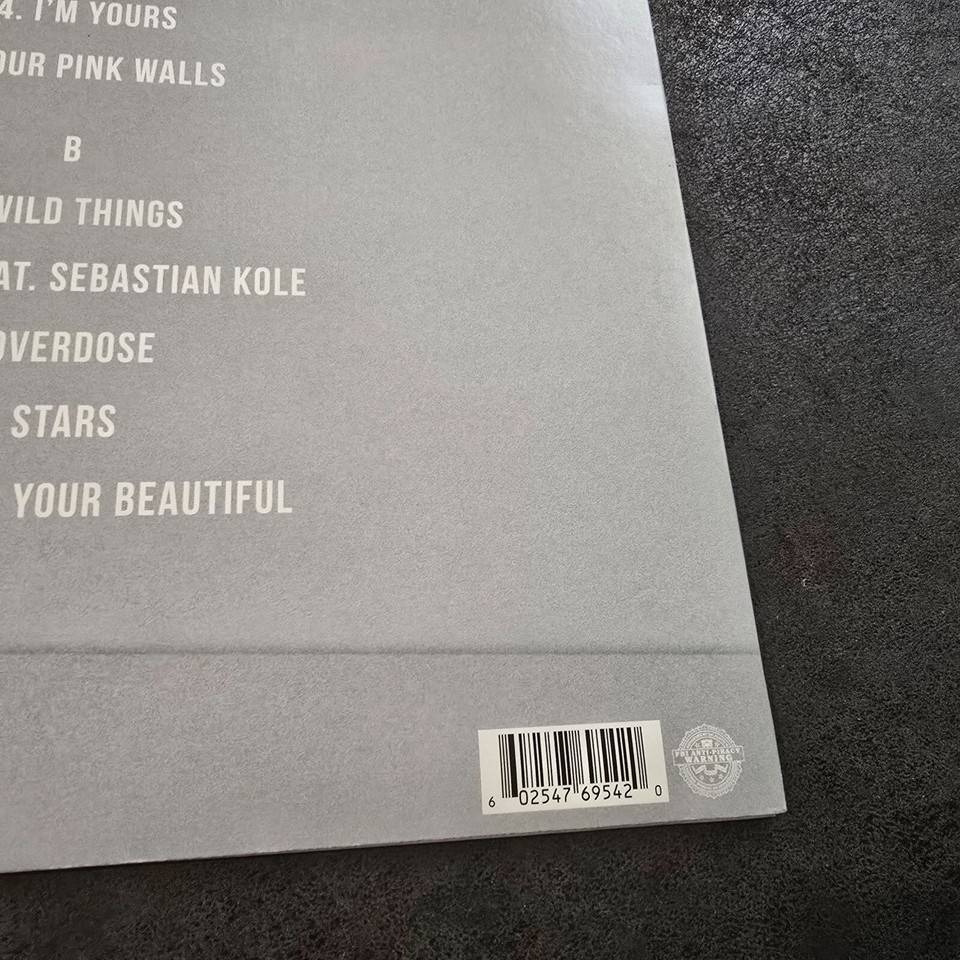 4. I'M YOURS
OUR PINK WALLS
B
WILD THINGS
AT. SEBASTIAN KOLE
OVERDOSE
STARS
YOUR BEAUTIFUL
6 02547 69542 0
FBI ANTI-PIRACY
WARNING